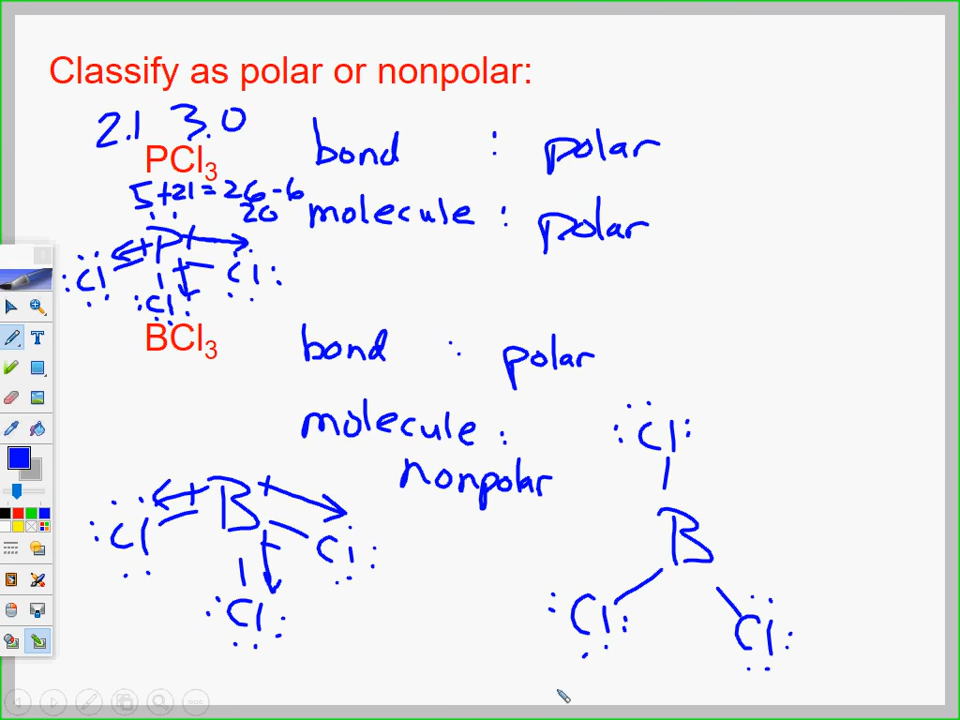 Classify as polar or nonpolar:
2.1 3.0
PCl₃ bond : polar
5+21=26-6
20
molecule : polar
P
Cl Cl
Cl
BCl₃ bond : polar
molecule :
nonpolar
B
Cl Cl
Cl
Cl
B
Cl Cl